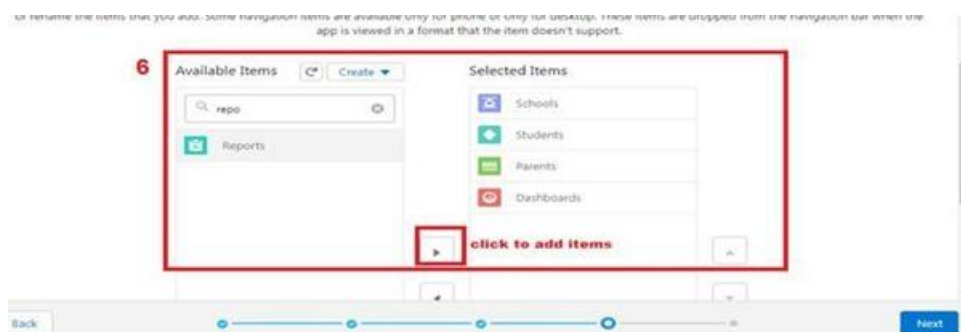 or rename the items that you add. Some navigation items are available only for phone or only for desktop. These items are dropped from the navigation bar when the
app is viewed in a format that the item doesn't support.
6
Available Items Create
Selected Items
repo
Reports
Schools
Students
Parents
Dashboards
click to add items
Back
Next